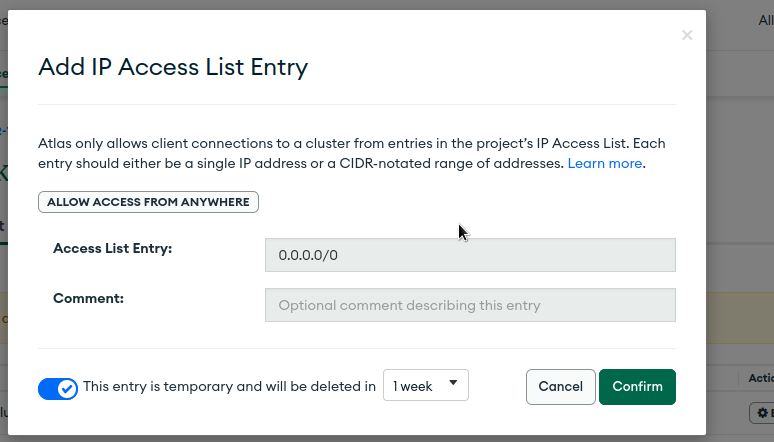 All
×
Add IP Access List Entry
Atlas only allows client connections to a cluster from entries in the project's IP Access List. Each
entry should either be a single IP address or a CIDR-notated range of addresses. Learn more.
ALLOW ACCESS FROM ANYWHERE
Access List Entry:
0.0.0.0/0
Comment:
Optional comment describing this entry
This entry is temporary and will be deleted in
1 week
Cancel
Confirm